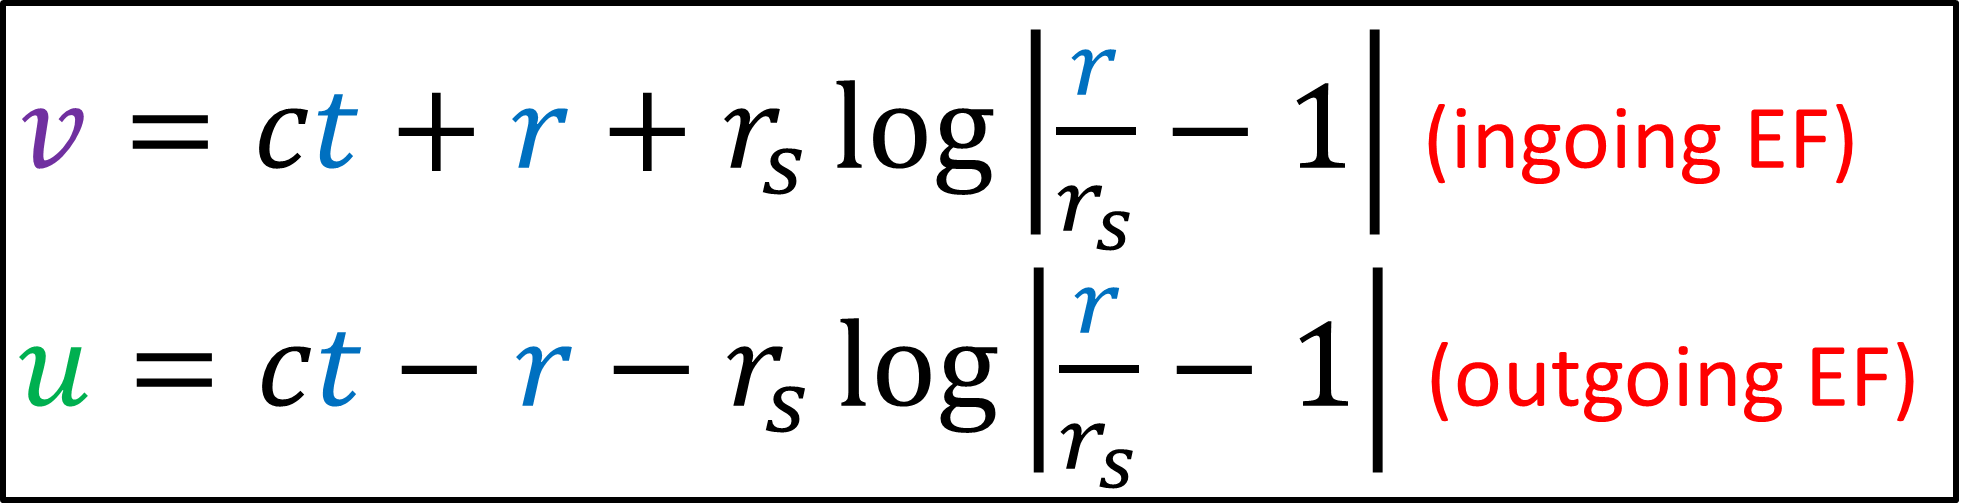 v = ct + r + r_s log |r/r_s − 1| (ingoing EF)
u = ct − r − r_s log |r/r_s − 1| (outgoing EF)